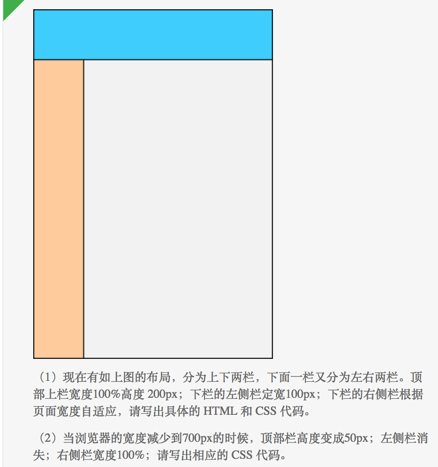 （1）现在有如上图的布局，分为上下两栏，下面一栏又分为左右两栏。顶
部上栏宽度100%高度 200px；下栏的左侧栏定宽100px；下栏的右侧栏根据
页面宽度自适应，请写出具体的 HTML 和 CSS 代码。
（2）当浏览器的宽度减少到700px的时候，顶部栏高度变成50px；左侧栏消
失；右侧栏宽度100%；请写出相应的 CSS 代码。